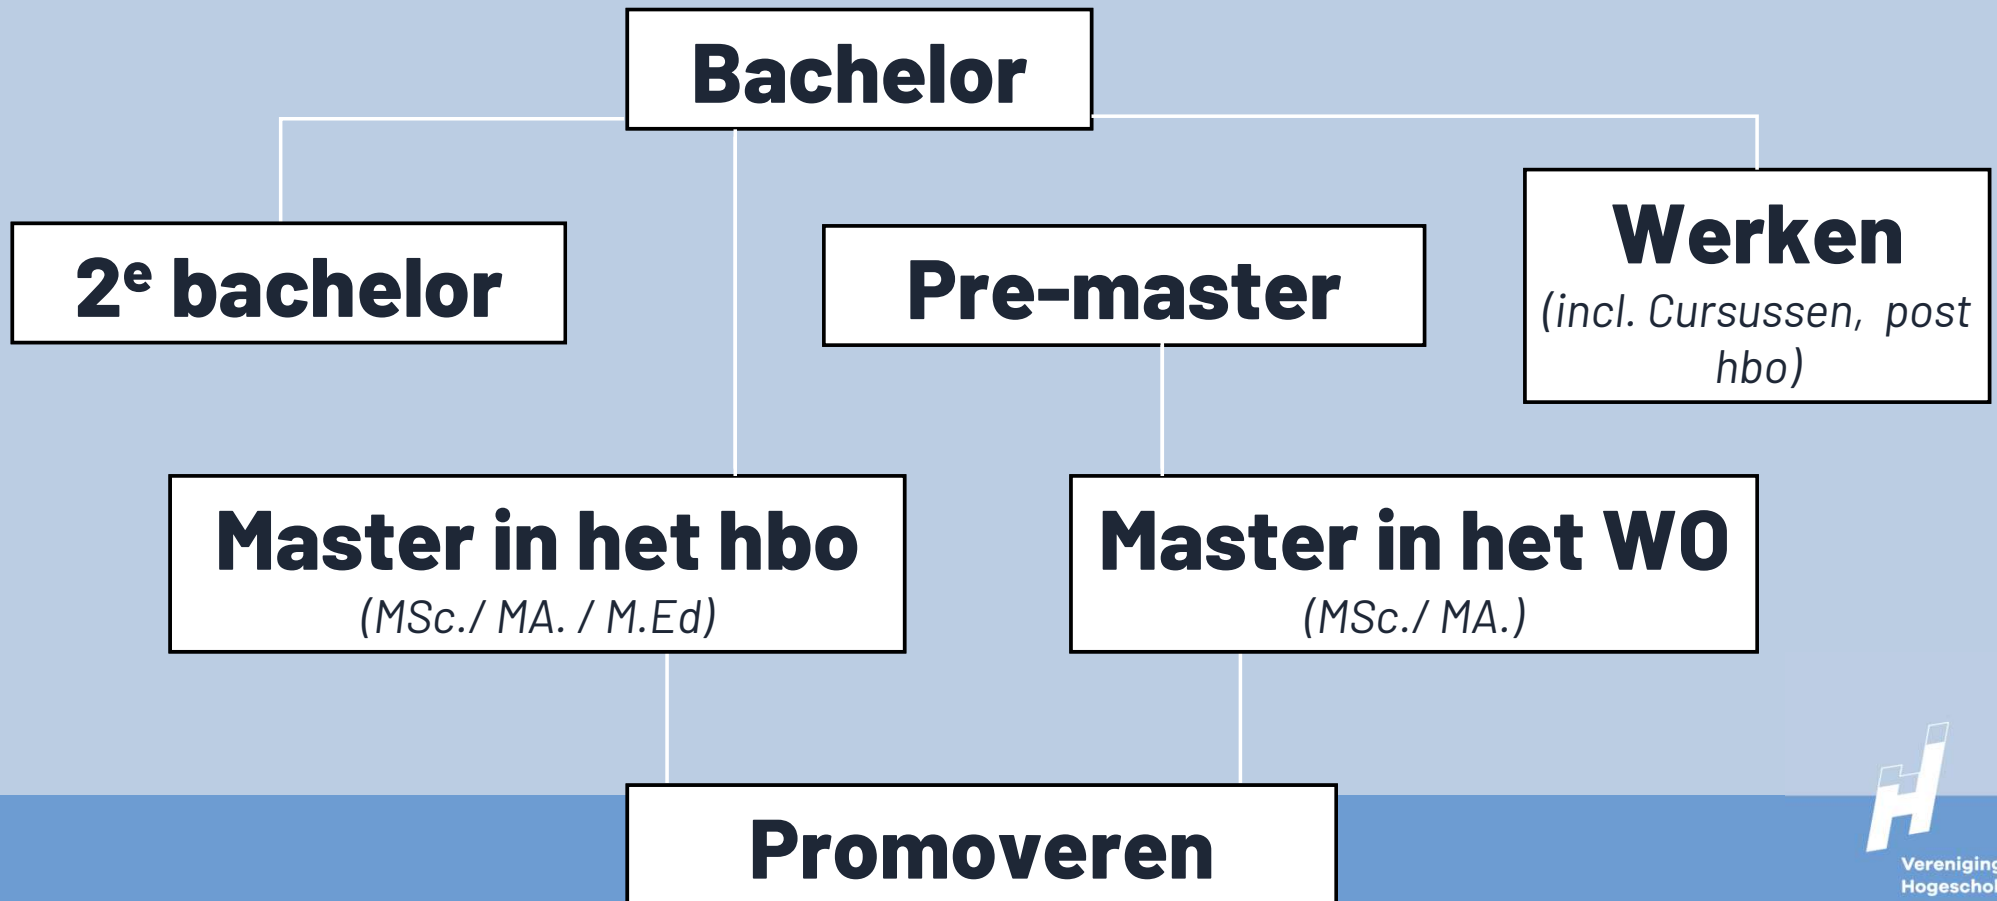 Bachelor
2e bachelor
Pre-master
Werken
(incl. Cursussen, post
hbo)
Master in het hbo
(MSc./ MA. / M.Ed)
Master in het WO
(MSc./ MA.)
Promoveren
Vereniging
Hogeschol